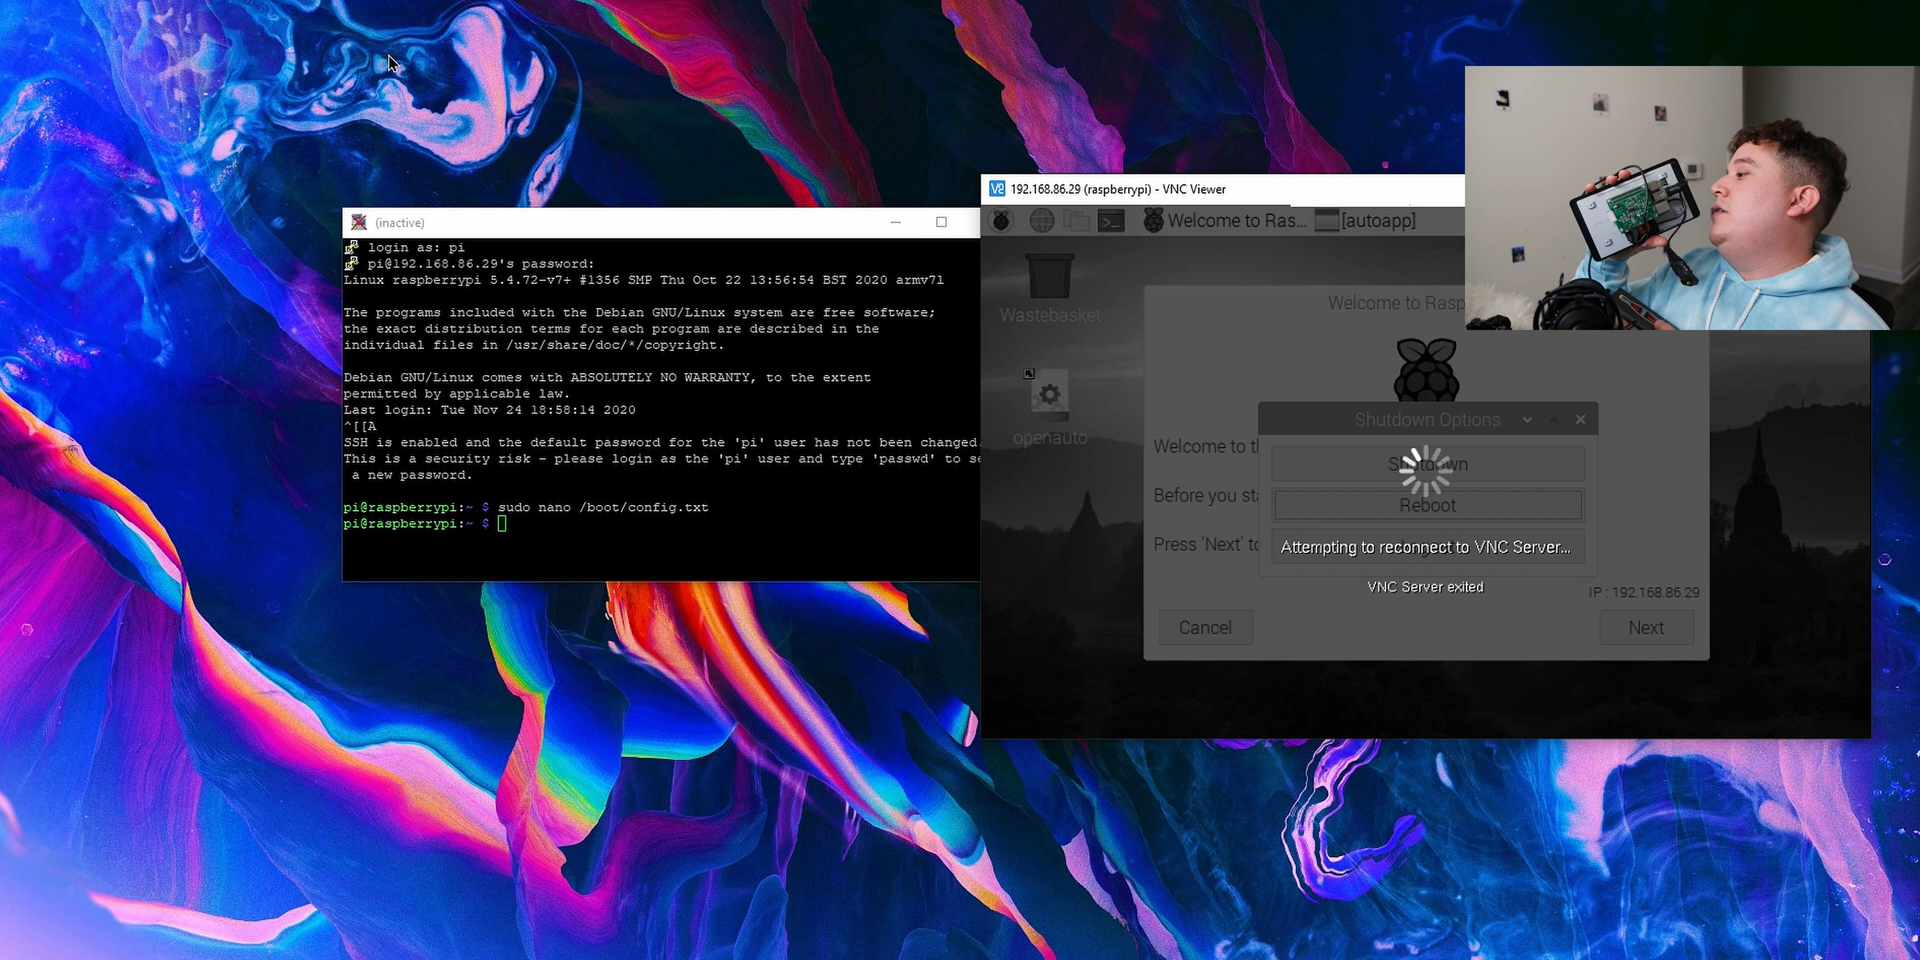 (inactive)
login as: pi
pi@192.168.86.29's password:
Linux raspberrypi 5.4.72-v7+ #1356 SMP Thu Oct 22 13:56:54 BST 2020 armv7l
The programs included with the Debian GNU/Linux system are free software;
the exact distribution terms for each program are described in the
individual files in /usr/share/doc/*/copyright.
Debian GNU/Linux comes with ABSOLUTELY NO WARRANTY, to the extent
permitted by applicable law.
Last login: Tue Nov 24 18:58:14 2020
^[[A
SSH is enabled and the default password for the 'pi' user has not been changed.
This is a security risk - please login as the 'pi' user and type 'passwd' to se
a new password.
pi@raspberrypi:~ $ sudo nano /boot/config.txt
pi@raspberrypi:~ $
VP 192.168.86.29 (raspberrypi) - VNC Viewer
Welcome to Ras... [autoapp]
Wastebasket
openauto
Welcome to Rasp
Shutdown Options
Welcome to t
Shutdown
Before you sta
Reboot
Press 'Next' to
Attempting to reconnect to VNC Server...
VNC Server exited
IP : 192.168.86.29
Cancel
Next